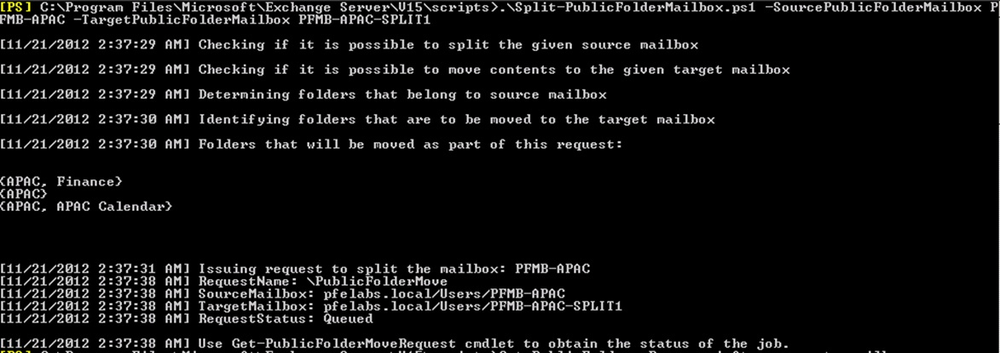 [PS] C:\Program Files\Microsoft\Exchange Server\V15\scripts>.\Split-PublicFolderMailbox.ps1 -SourcePublicFolderMailbox P
FMB-APAC -TargetPublicFolderMailbox PFMB-APAC-SPLIT1
[11/21/2012 2:37:29 AM] Checking if it is possible to split the given source mailbox
[11/21/2012 2:37:29 AM] Checking if it is possible to move contents to the given target mailbox
[11/21/2012 2:37:29 AM] Determining folders that belong to source mailbox
[11/21/2012 2:37:30 AM] Identifying folders that are to be moved to the target mailbox
[11/21/2012 2:37:30 AM] Folders that will be moved as part of this request:
{APAC, Finance}
{APAC}
{APAC, APAC Calendar}
[11/21/2012 2:37:31 AM] Issuing request to split the mailbox: PFMB-APAC
[11/21/2012 2:37:38 AM] RequestName: \PublicFolderMove
[11/21/2012 2:37:38 AM] SourceMailbox: pfelabs.local/Users/PFMB-APAC
[11/21/2012 2:37:38 AM] TargetMailbox: pfelabs.local/Users/PFMB-APAC-SPLIT1
[11/21/2012 2:37:38 AM] RequestStatus: Queued
[11/21/2012 2:37:38 AM] Use Get-PublicFolderMoveRequest cmdlet to obtain the status of the job.